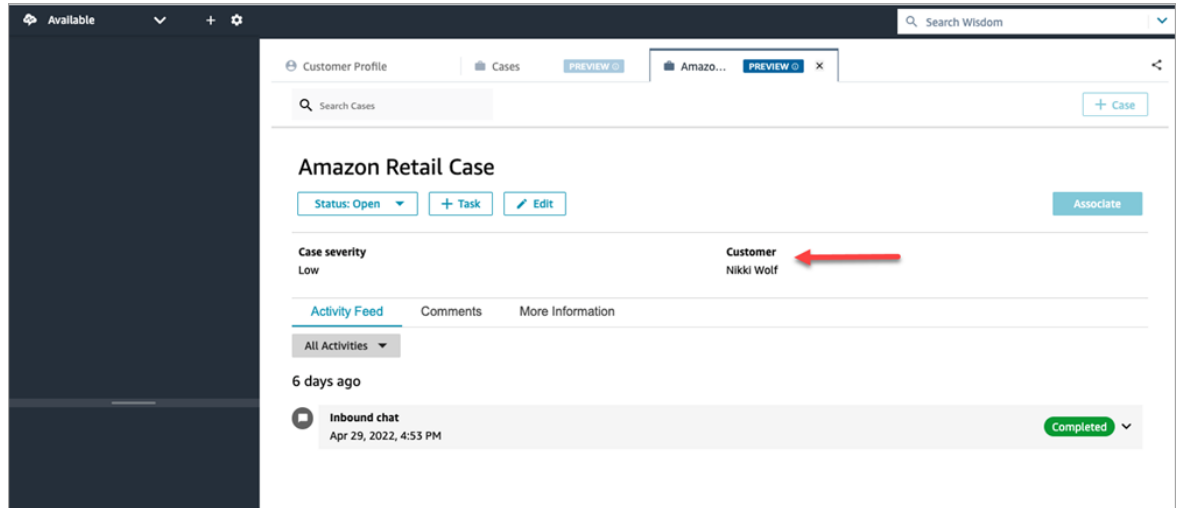 Available
Search Wisdom
Customer Profile
Cases
PREVIEW
Amazo...
PREVIEW
Search Cases
+ Case
Amazon Retail Case
Status: Open
+ Task
Edit
Associate
Case severity
Low
Customer
Nikki Wolf
Activity Feed
Comments
More Information
All Activities
6 days ago
Inbound chat
Apr 29, 2022, 4:53 PM
Completed